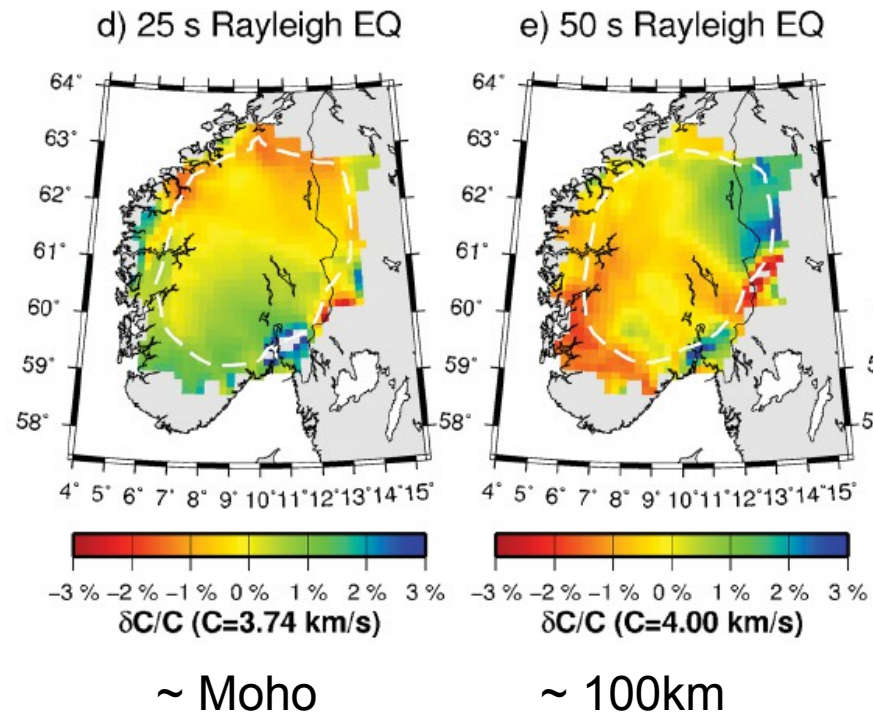 d) 25 s Rayleigh EQ
64°
63°
62°
61°
60°
59°
58°
4° 5° 6° 7° 8° 9° 10° 11° 12° 13° 14° 15°
−3 % −2 % −1 % 0 % 1 % 2 % 3 %
δC/C (C=3.74 km/s)
~ Moho
e) 50 s Rayleigh EQ
64°
63°
62°
61°
60°
59°
58°
4° 5° 6° 7° 8° 9° 10° 11° 12° 13° 14° 15°
−3 % −2 % −1 % 0 % 1 % 2 % 3 %
δC/C (C=4.00 km/s)
~ 100km